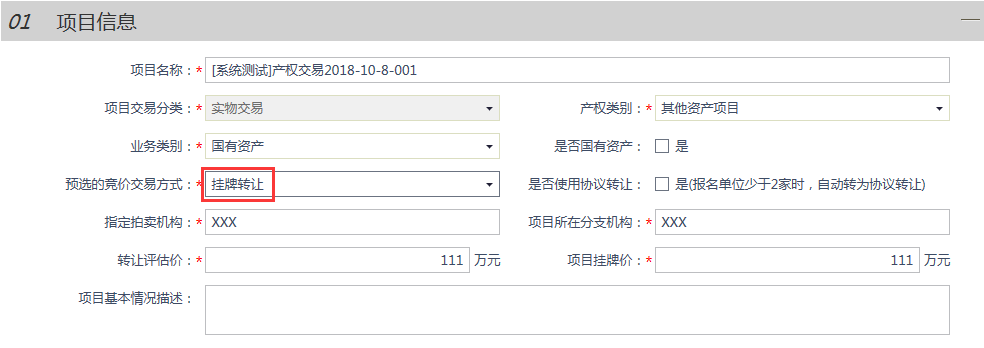 01 项目信息
项目名称：* [系统测试]产权交易2018-10-8-001
项目交易分类：* 实物交易 产权类别：* 其他资产项目
业务类别：* 国有资产 是否国有资产： 是
预选的竞价交易方式：* 挂牌转让 是否使用协议转让： 是(报名单位少于2家时，自动转为协议转让)
指定拍卖机构：* XXX 项目所在分支机构：* XXX
转让评估价：* 111 万元 项目挂牌价：* 111 万元
项目基本情况描述：